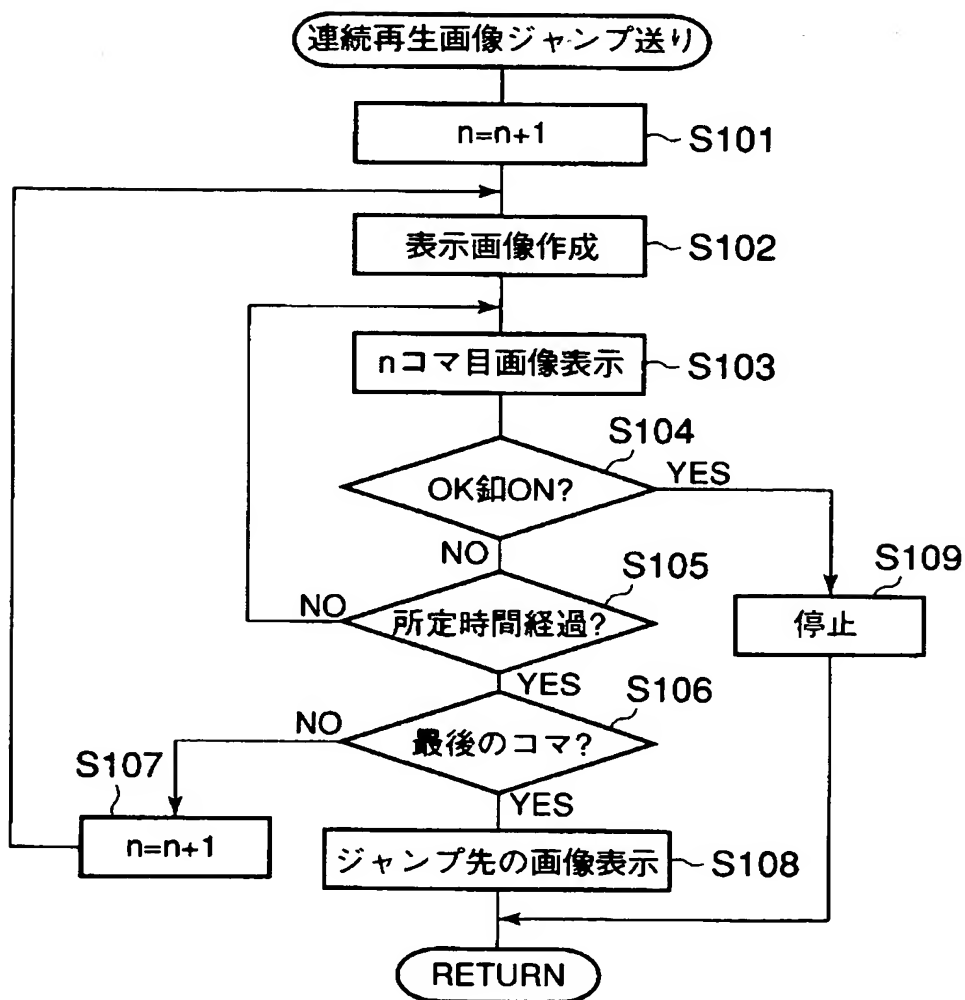 連続再生画像ジャンプ送り
n=n+1
S101
表示画像作成
S102
nコマ目画像表示
S103
S104
OK釦ON?
YES
NO
S105
所定時間経過?
NO
YES
S109
停止
S106
最後のコマ?
NO
YES
S107
n=n+1
ジャンプ先の画像表示
S108
RETURN